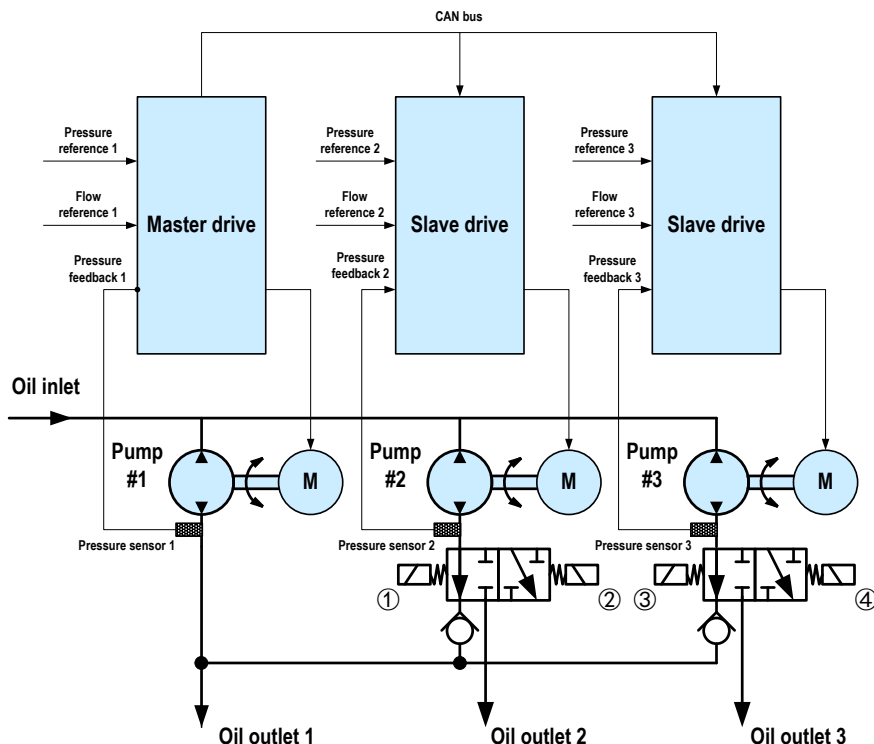 CAN bus
Pressure
reference 1
Flow
reference 1
Pressure
feedback 1
Master drive
Pressure
reference 2
Flow
reference 2
Pressure
feedback 2
Slave drive
Pressure
reference 3
Flow
reference 3
Pressure
feedback 3
Slave drive
Oil inlet
Pump
#1
M
Pump
#2
M
Pump
#3
M
Pressure sensor 1
Pressure sensor 2
Pressure sensor 3
①
②
③
④
Oil outlet 1
Oil outlet 2
Oil outlet 3